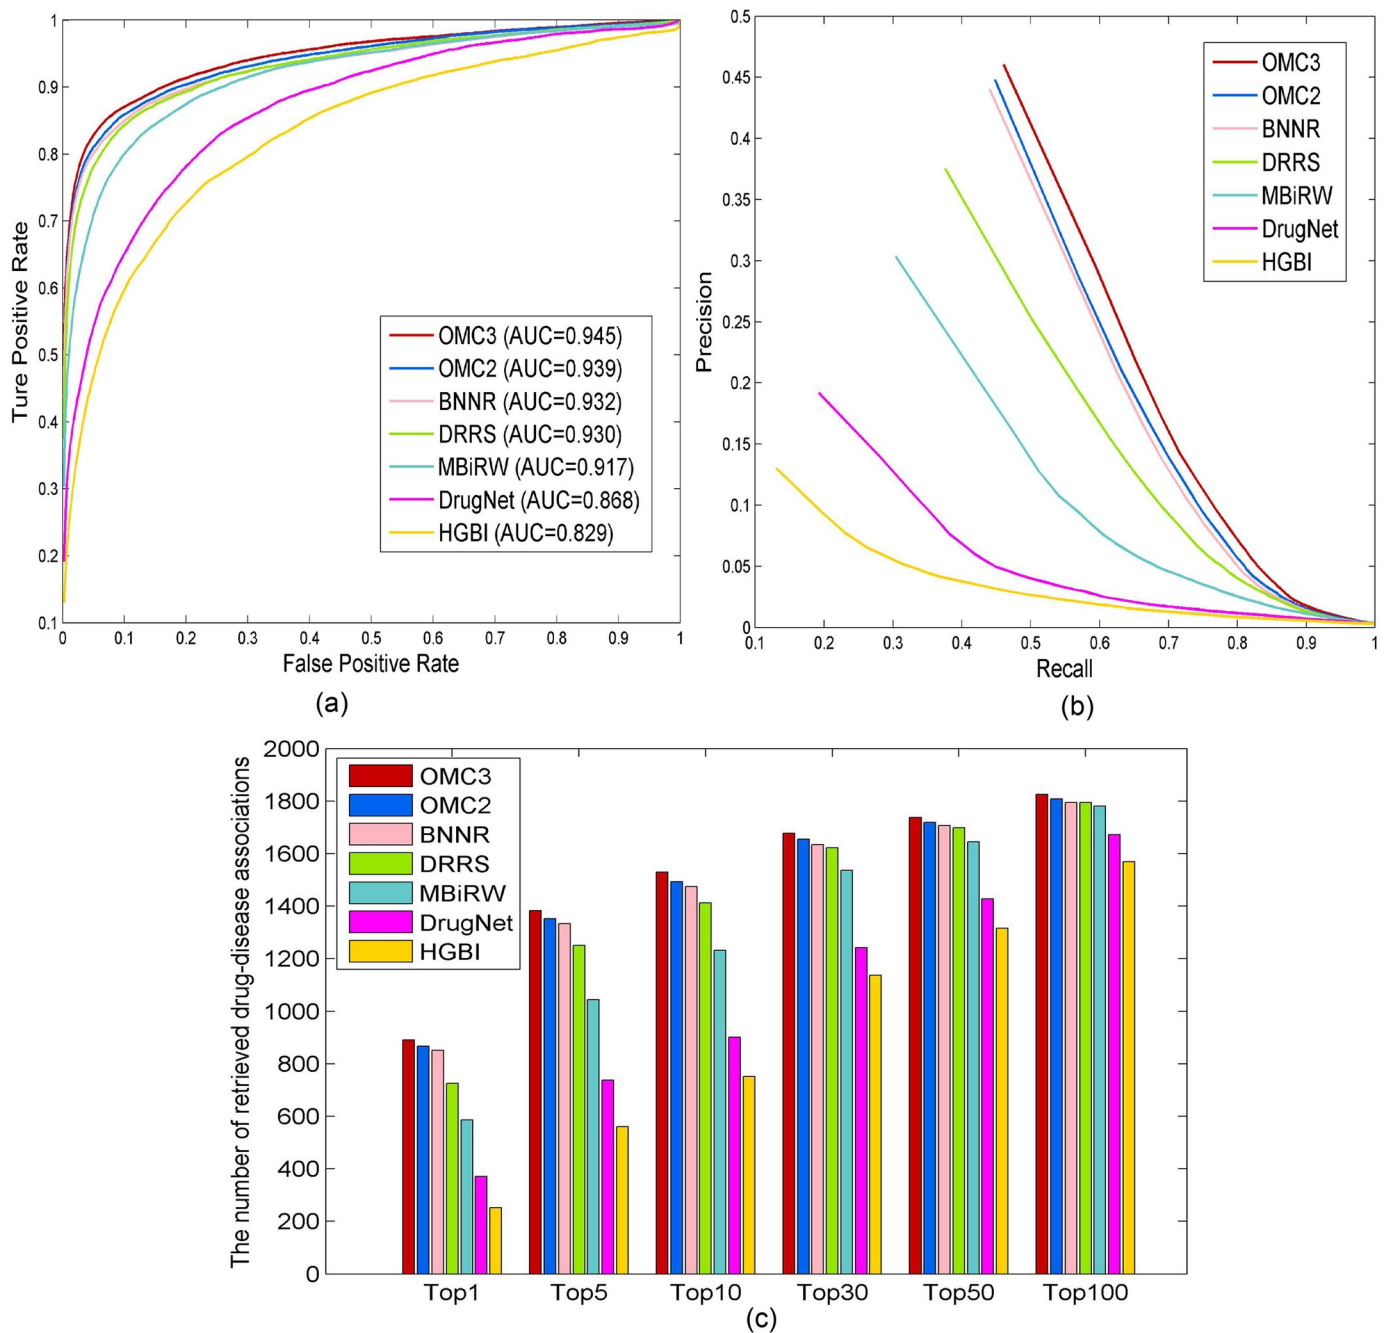 1
0.9
0.8
0.7
0.6
0.5
0.4
0.3
0.2
0.1
0 0.1 0.2 0.3 0.4 0.5 0.6 0.7 0.8 0.9 1
Ture Positive Rate
False Positive Rate
OMC3 (AUC=0.945)
OMC2 (AUC=0.939)
BNNR (AUC=0.932)
DRRS (AUC=0.930)
MBiRW (AUC=0.917)
DrugNet (AUC=0.868)
HGBI (AUC=0.829)
(a)
0.5
0.45
0.4
0.35
0.3
0.25
0.2
0.15
0.1
0.05
0
0.1 0.2 0.3 0.4 0.5 0.6 0.7 0.8 0.9 1
Precision
Recall
OMC3
OMC2
BNNR
DRRS
MBiRW
DrugNet
HGBI
(b)
2000
1800
1600
1400
1200
1000
800
600
400
200
0
The number of retrieved drug-disease associations
OMC3
OMC2
BNNR
DRRS
MBiRW
DrugNet
HGBI
Top1 Top5 Top10 Top30 Top50 Top100
(c)